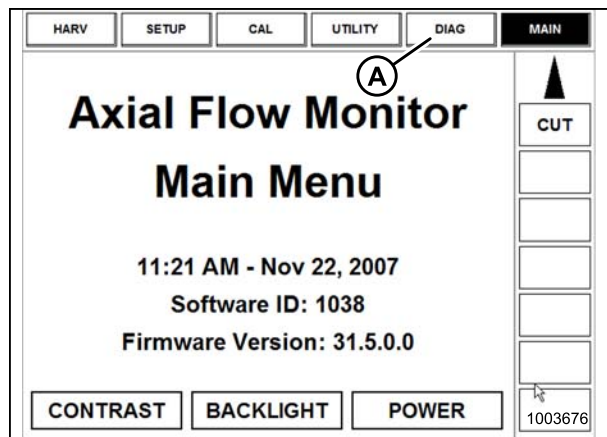 HARV SETUP CAL UTILITY DIAG MAIN
A
Axial Flow Monitor
CUT
Main Menu
11:21 AM - Nov 22, 2007
Software ID: 1038
Firmware Version: 31.5.0.0
CONTRAST BACKLIGHT POWER
1003676